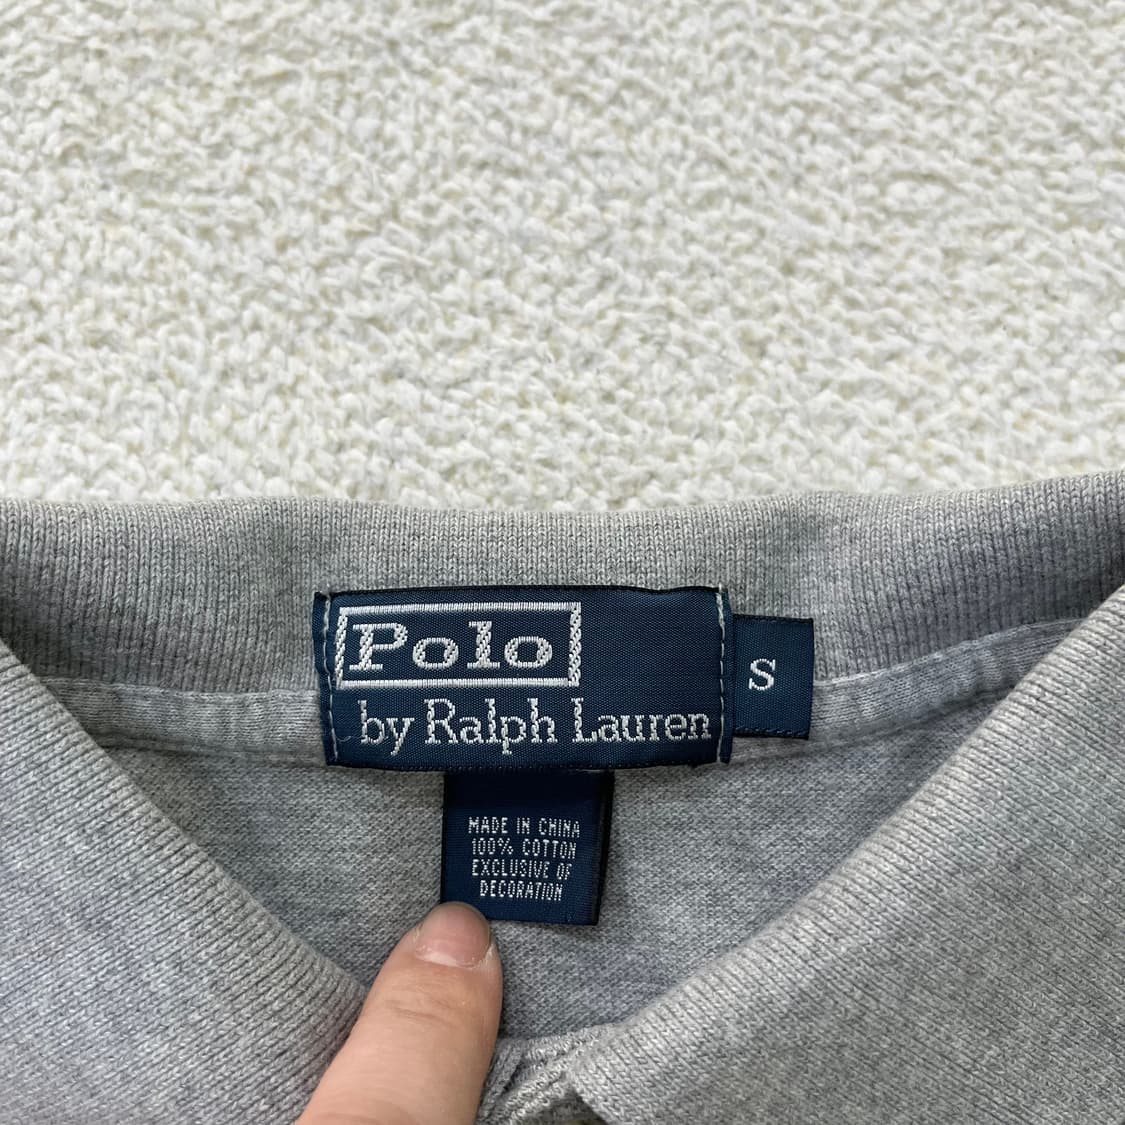 Polo
by Ralph Lauren
S
MADE IN CHINA
100% COTTON
EXCLUSIVE OF
DECORATION